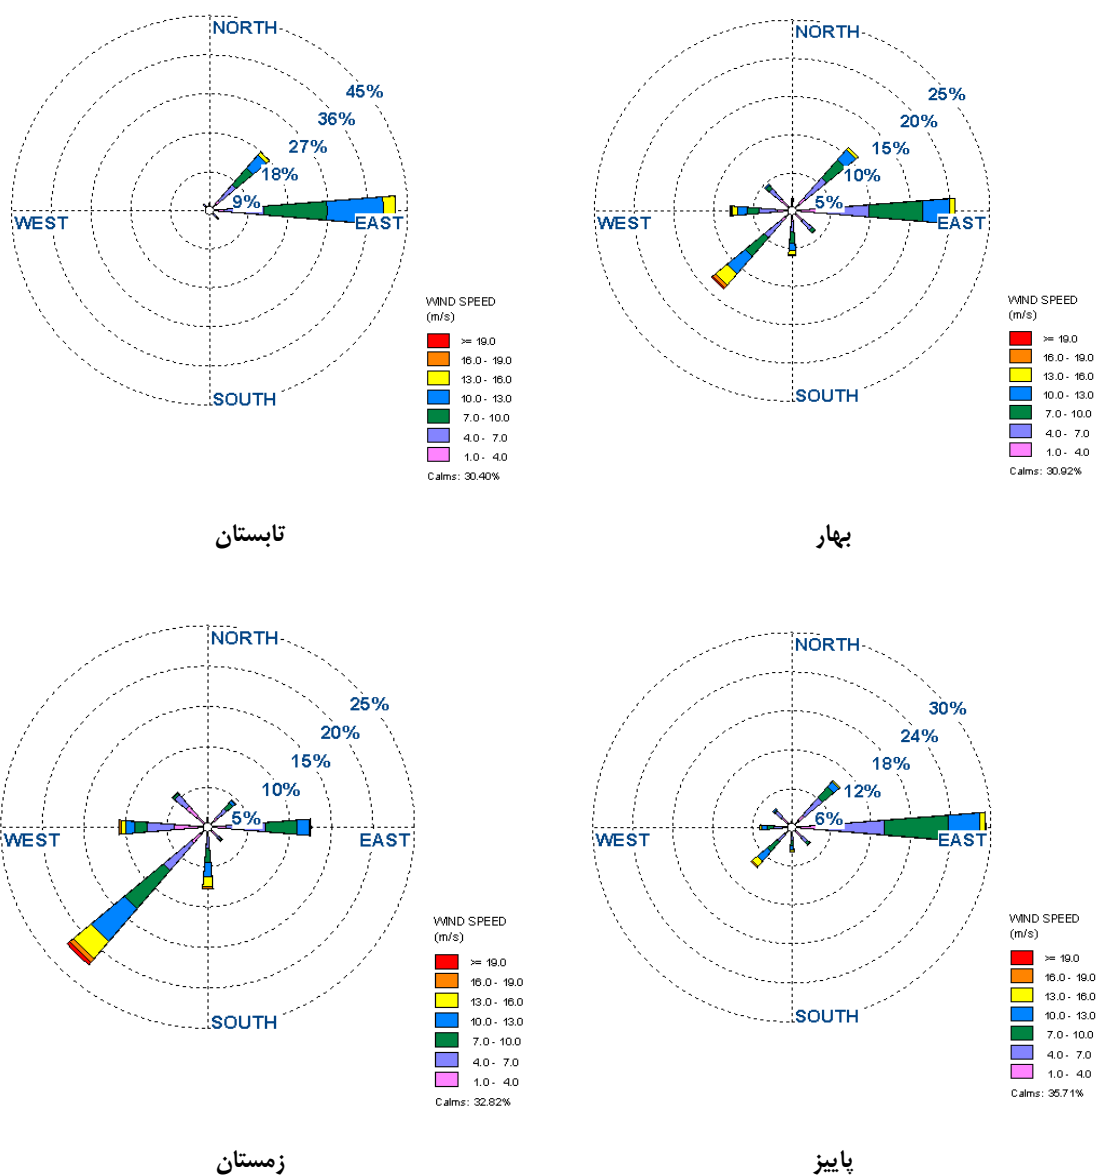 NORTH
45%
36%
27%
18%
9%
WEST
EAST
SOUTH
WIND SPEED
(m/s)
>= 19.0
16.0 - 19.0
13.0 - 16.0
10.0 - 13.0
7.0 - 10.0
4.0 - 7.0
1.0 - 4.0
Calms: 30.40%
تابستان
NORTH
25%
20%
15%
10%
5%
WEST
EAST
SOUTH
WIND SPEED
(m/s)
>= 19.0
16.0 - 19.0
13.0 - 16.0
10.0 - 13.0
7.0 - 10.0
4.0 - 7.0
1.0 - 4.0
Calms: 30.92%
بهار
NORTH
25%
20%
15%
10%
5%
WEST
EAST
SOUTH
WIND SPEED
(m/s)
>= 19.0
16.0 - 19.0
13.0 - 16.0
10.0 - 13.0
7.0 - 10.0
4.0 - 7.0
1.0 - 4.0
Calms: 32.82%
زمستان
NORTH
30%
24%
18%
12%
6%
WEST
EAST
SOUTH
WIND SPEED
(m/s)
>= 19.0
16.0 - 19.0
13.0 - 16.0
10.0 - 13.0
7.0 - 10.0
4.0 - 7.0
1.0 - 4.0
Calms: 35.71%
پاییز